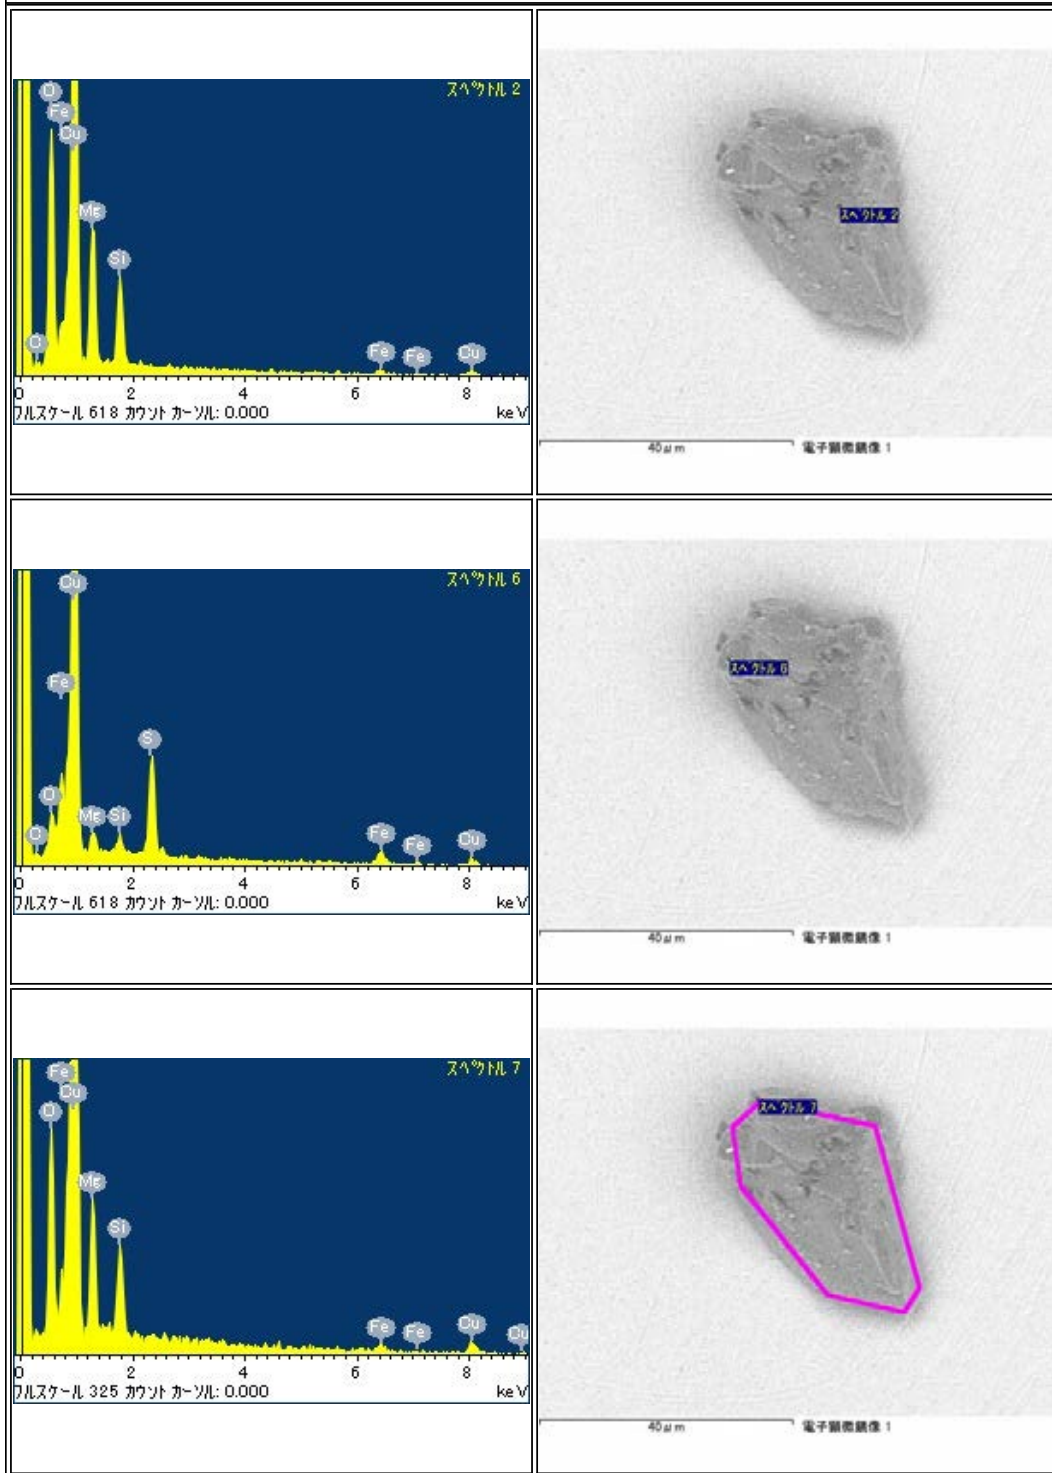 スペクトル 2
O
Fe
Cu
Mg
Si
C
Fe
Fe
Cu
0 2 4 6 8
フルスケール 618 カウント カーソル: 0.000 keV
スペクトル 2
40µm 電子顕微鏡像 1
スペクトル 6
Cu
Fe
S
O
Mg
Si
C
Fe
Fe
Cu
0 2 4 6 8
フルスケール 618 カウント カーソル: 0.000 keV
スペクトル 6
40µm 電子顕微鏡像 1
スペクトル 7
Fe
Cu
O
Mg
Si
Fe
Fe
Cu
Cu
0 2 4 6 8
フルスケール 325 カウント カーソル: 0.000 keV
スペクトル 7
40µm 電子顕微鏡像 1